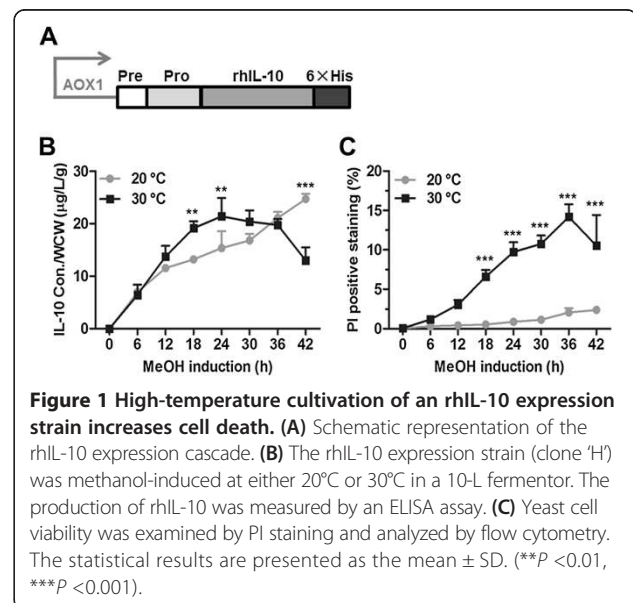 A
AOX1 Pre Pro rhIL-10 6×His
B
IL-10 Con./WCW (µg/L/g)
30
20
10
0
20 °C
30 °C
** ** ***
0 6 12 18 24 30 36 42
MeOH induction (h)
C
PI positive staining (%)
20
15
10
5
0
20 °C
30 °C
*** *** *** *** ***
0 6 12 18 24 30 36 42
MeOH induction (h)
Figure 1 High-temperature cultivation of an rhIL-10 expression
strain increases cell death. (A) Schematic representation of the
rhIL-10 expression cascade. (B) The rhIL-10 expression strain (clone ‘H’)
was methanol-induced at either 20°C or 30°C in a 10-L fermentor. The
production of rhIL-10 was measured by an ELISA assay. (C) Yeast cell
viability was examined by PI staining and analyzed by flow cytometry.
The statistical results are presented as the mean ± SD. (**P <0.01,
***P <0.001).